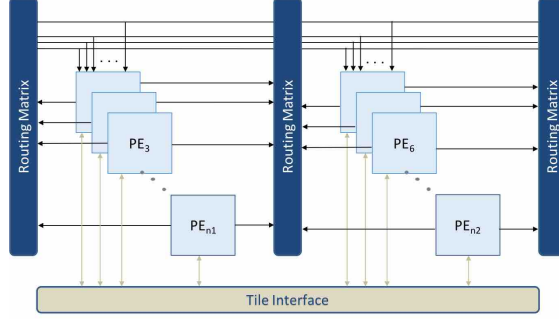 Routing Matrix
Routing Matrix
Routing Matrix
. . .
. . .
PE3
PE6
PEn1
PEn2
Tile Interface